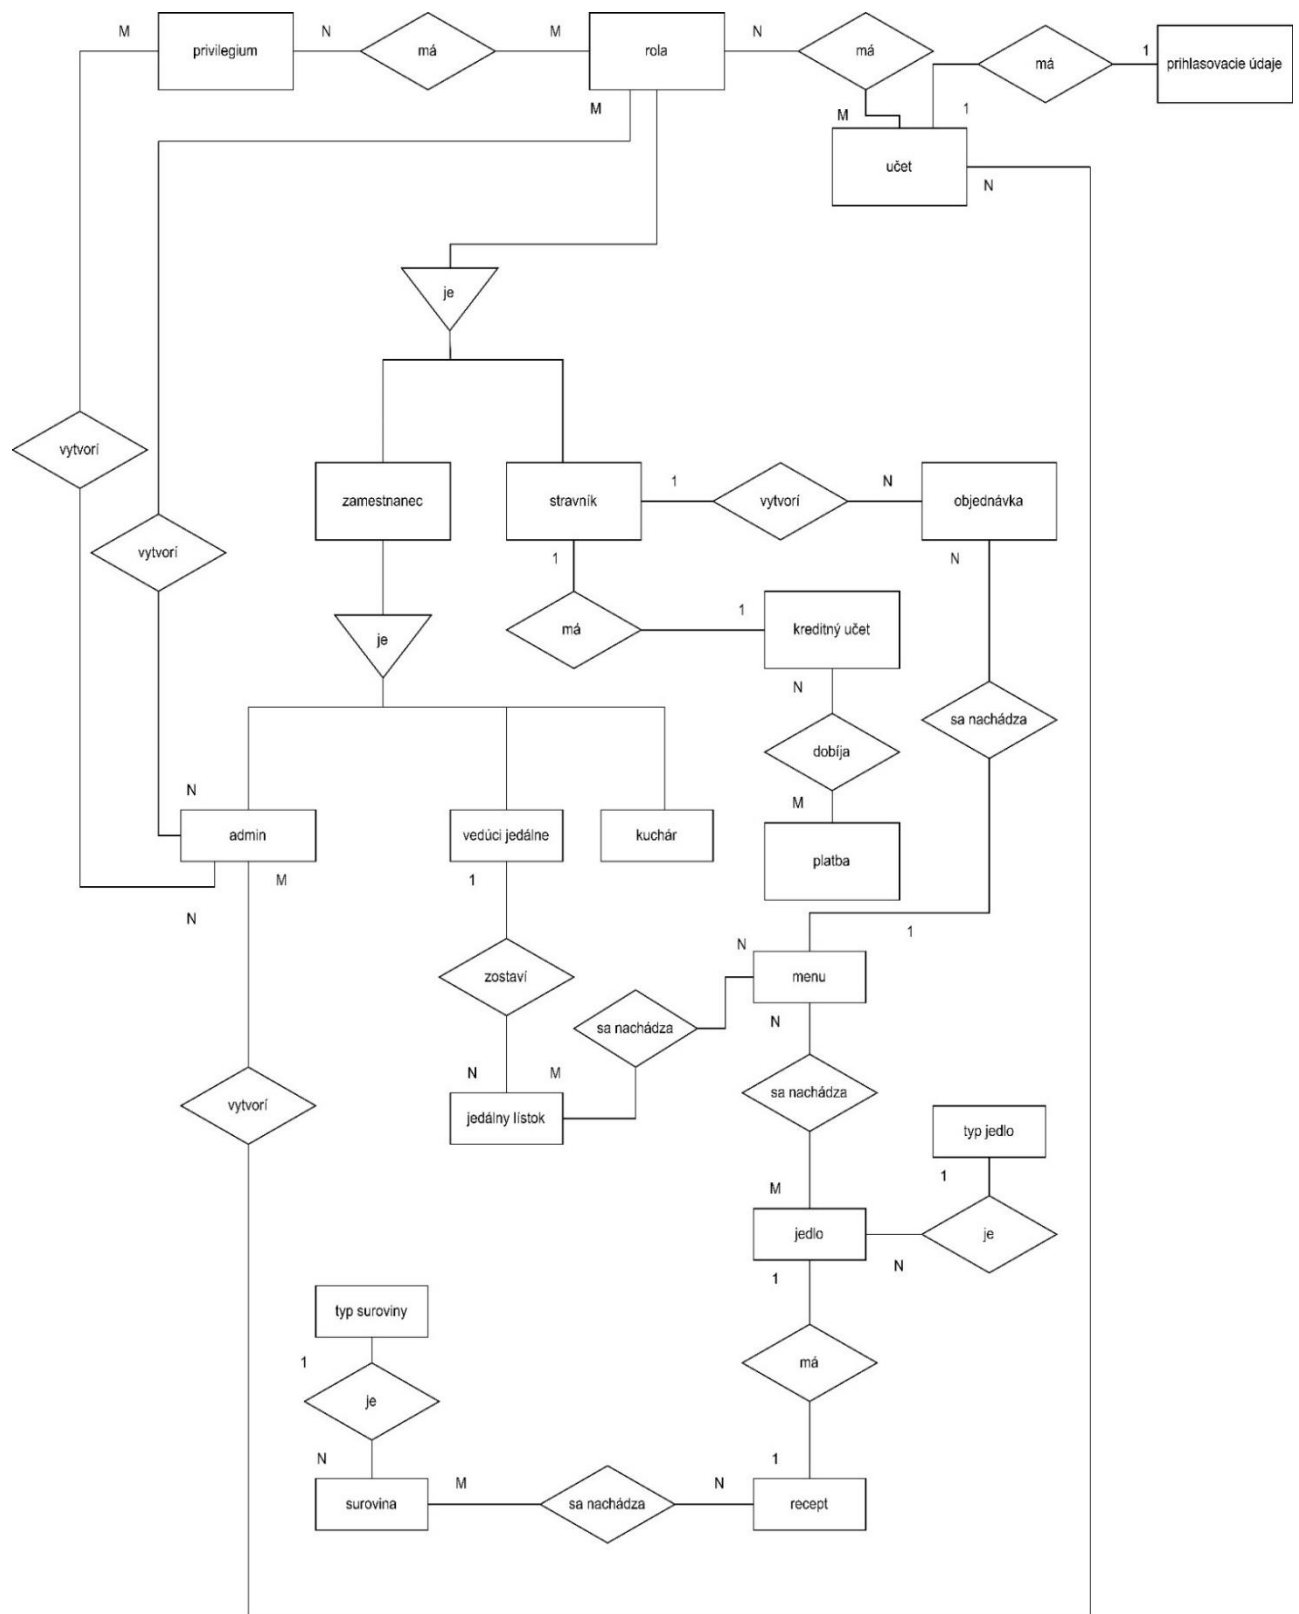 M
N
M
N
1
privilegium
má
rola
má
má
prihlasovacie údaje
M
M
1
učet
N
je
vytvorí
zamestnanec
stravník
1
vytvorí
N
objednávka
vytvorí
1
N
je
má
1
kreditný učet
N
sa nachádza
dobíja
N
M
admin
vedúci jedálne
kuchár
platba
M
1
N
1
N
zostaví
menu
sa nachádza
N
N
M
sa nachádza
vytvorí
jedálny lístok
typ jedlo
M
1
jedlo
je
1
N
typ suroviny
1
má
je
N
M
N
1
surovina
sa nachádza
recept